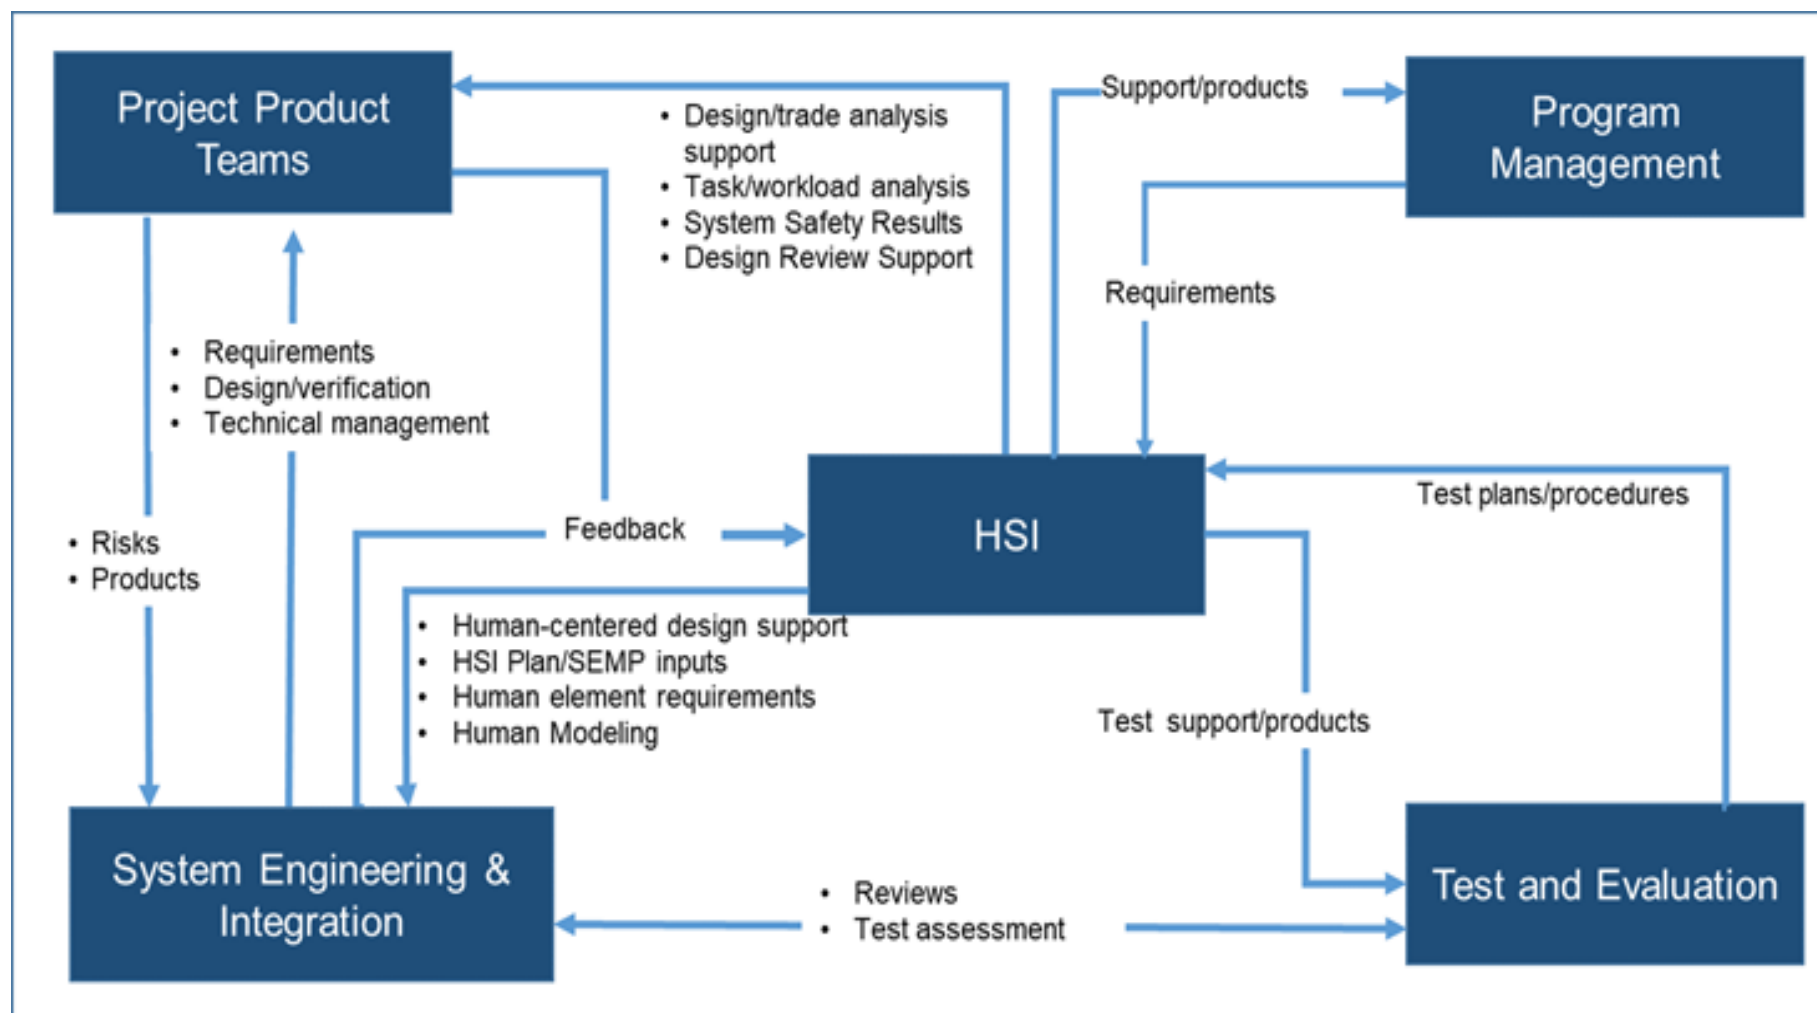 Project Product
Teams
• Design/trade analysis
support
• Task/workload analysis
• System Safety Results
• Design Review Support
Support/products
Program
Management
Requirements
• Requirements
• Design/verification
• Technical management
• Risks
• Products
Feedback
HSI
Test plans/procedures
• Human-centered design support
• HSI Plan/SEMP inputs
• Human element requirements
• Human Modeling
Test support/products
System Engineering &
Integration
• Reviews
• Test assessment
Test and Evaluation